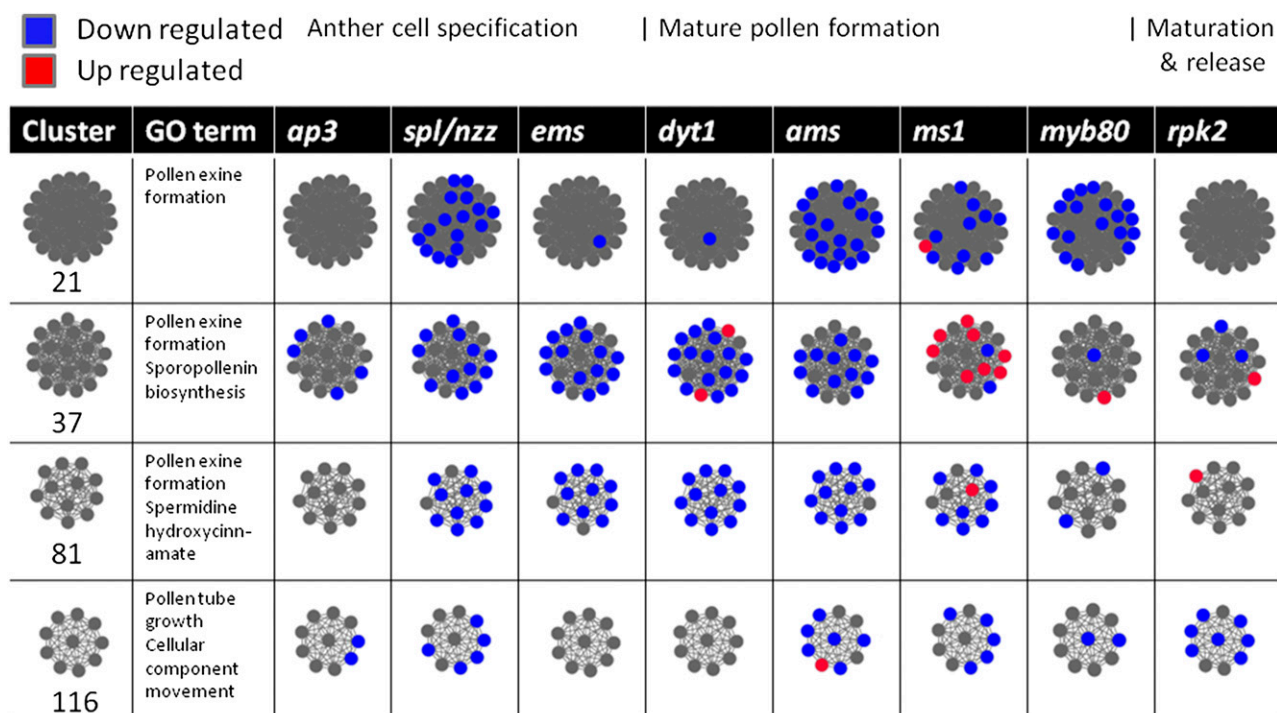 Down regulated Anther cell specification | Mature pollen formation | Maturation
Up regulated & release
Cluster GO term ap3 spl/nzz ems dyt1 ams ms1 myb80 rpk2
Pollen exine
formation
21
Pollen exine
formation
Sporopollenin
biosynthesis
37
Pollen exine
formation
Spermidine
hydroxycinn-
amate
81
Pollen tube
growth
Cellular
component
movement
116